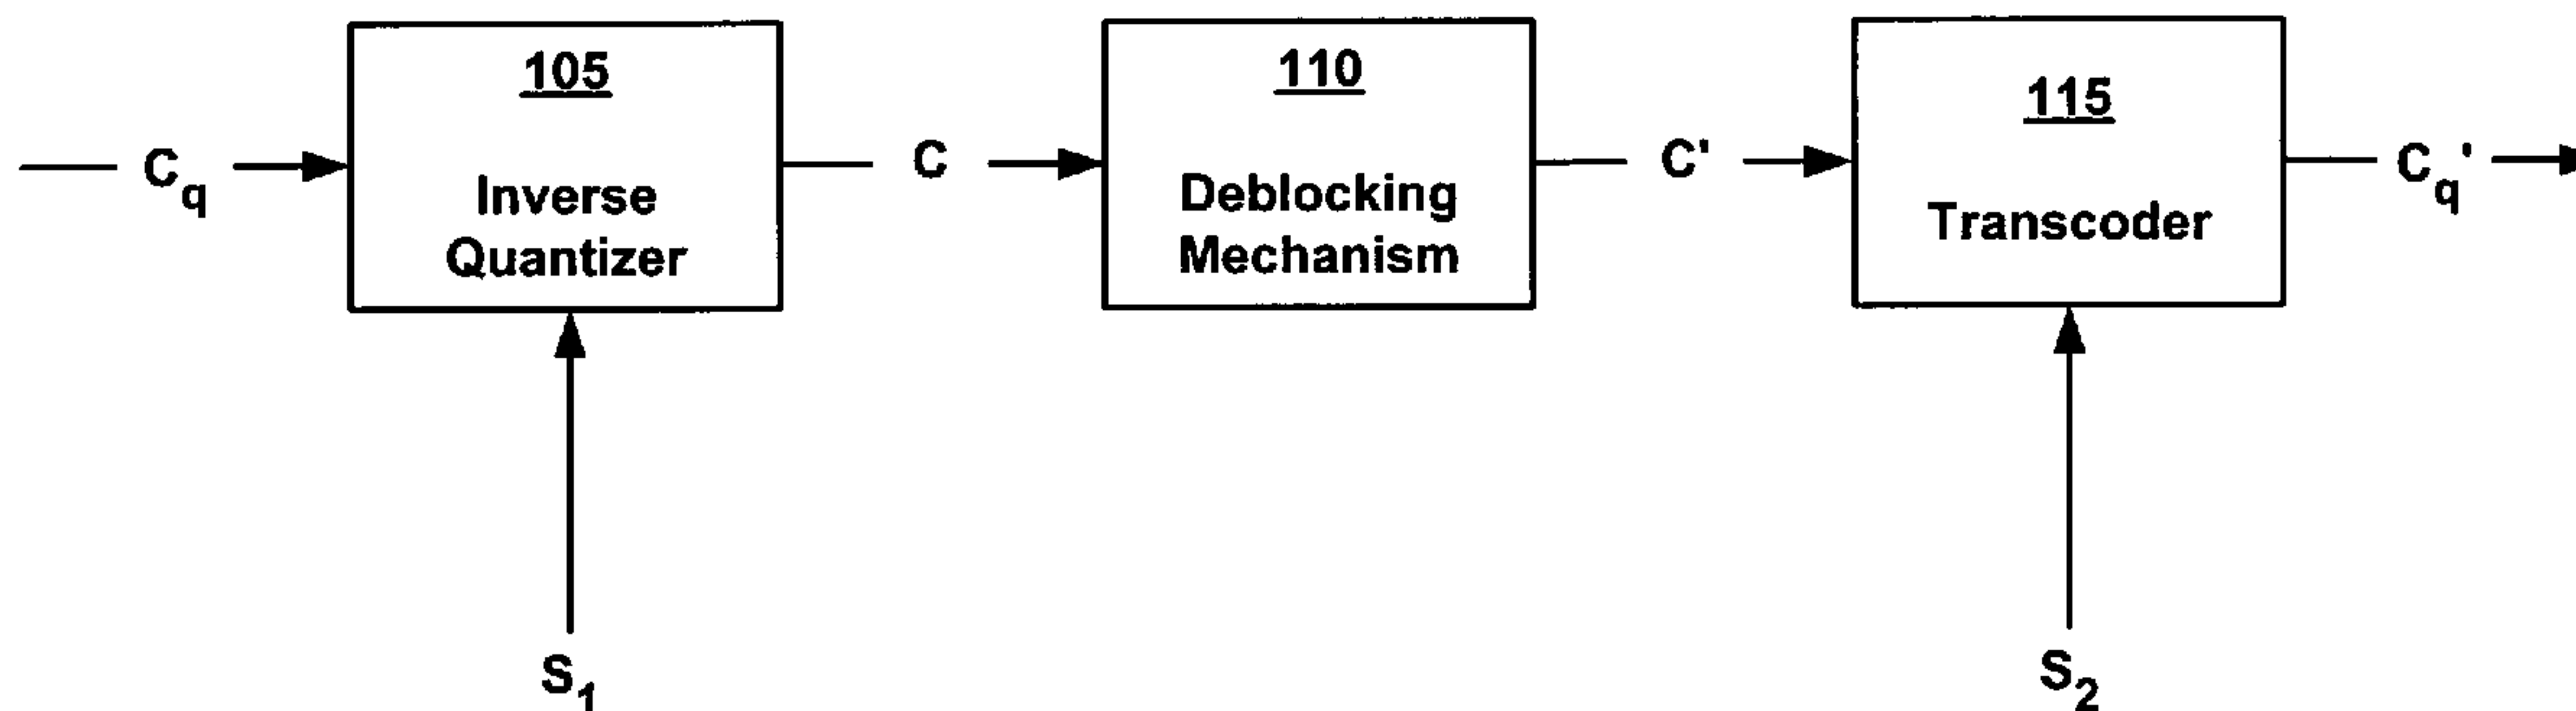 105
Inverse
Quantizer
110
Deblocking
Mechanism
115
Transcoder
C_q
C
C'
C_q'
S_1
S_2